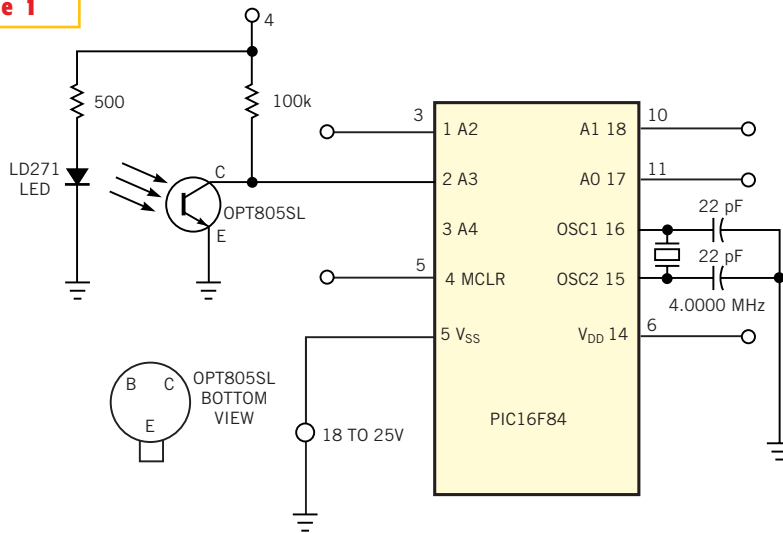 e 1
4
500
100k
3
1 A2
A1 18
10
LD271
LED
C
2 A3
A0 17
11
OPT805SL
E
3 A4
OSC1 16
22 pF
5
4 MCLR
OSC2 15
22 pF
4.0000 MHz
5 VSS
VDD 14
6
B C
E
OPT805SL
BOTTOM
VIEW
18 TO 25V
PIC16F84